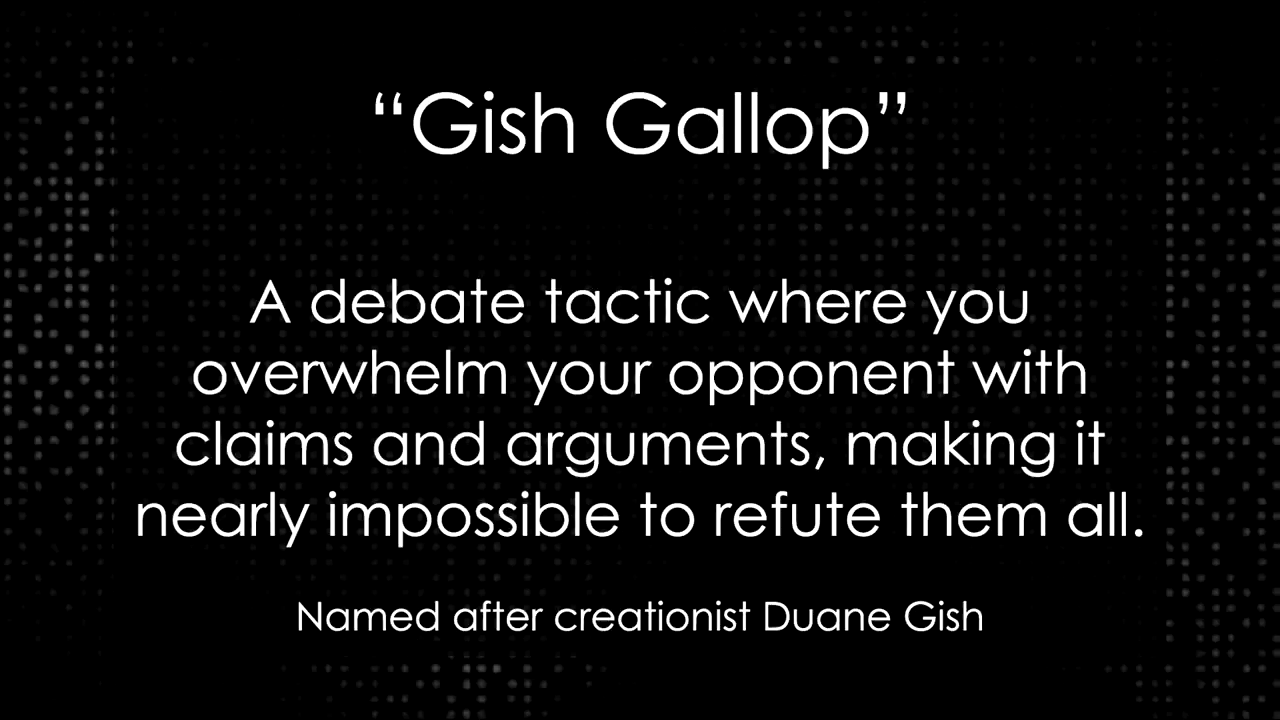 “Gish Gallop”
A debate tactic where you
overwhelm your opponent with
claims and arguments, making it
nearly impossible to refute them all.
Named after creationist Duane Gish